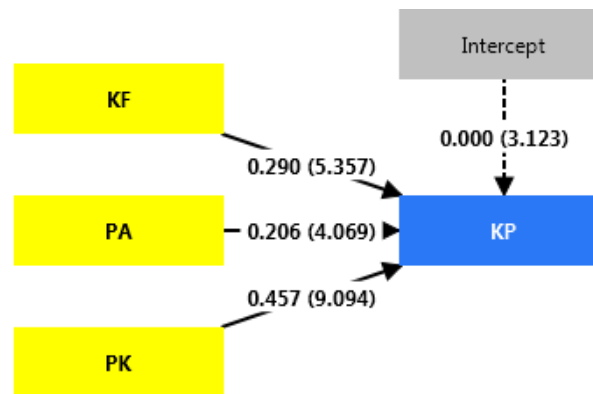 Intercept
KF
0.000 (3.123)
0.290 (5.357)
PA
0.206 (4.069)
KP
0.457 (9.094)
PK